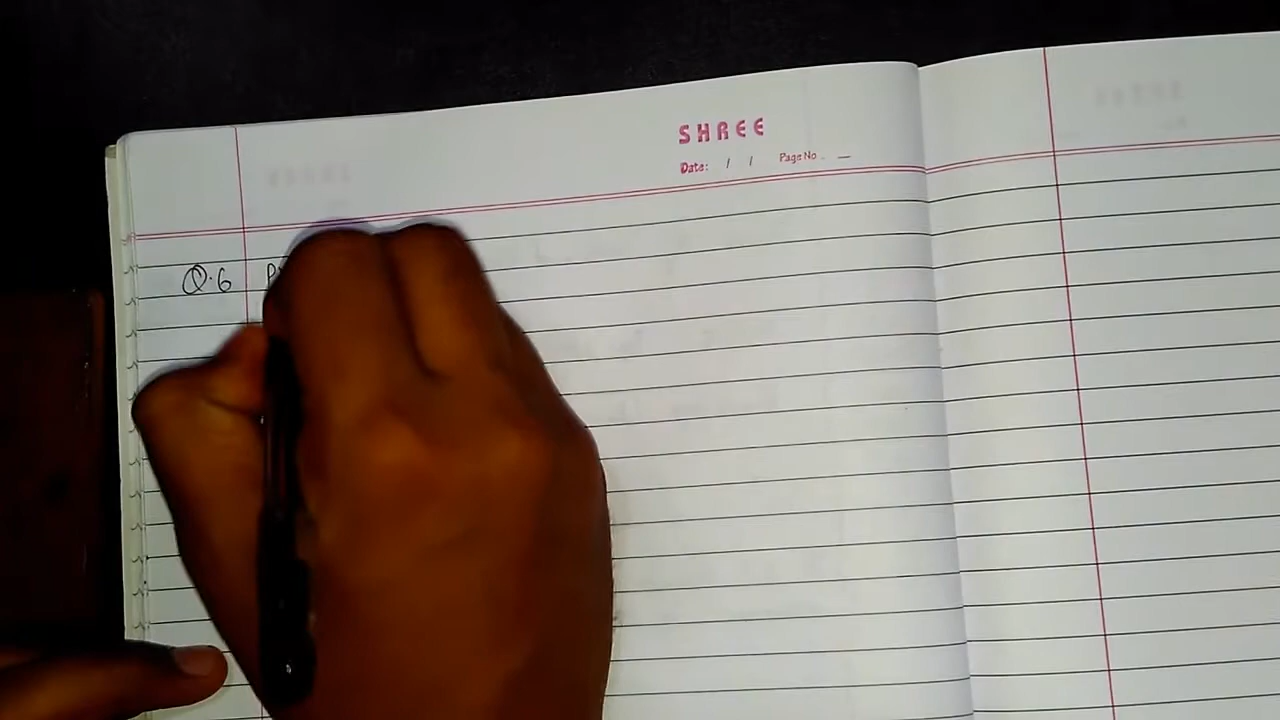 SHREE
Date: / / Page No. —
Q.6